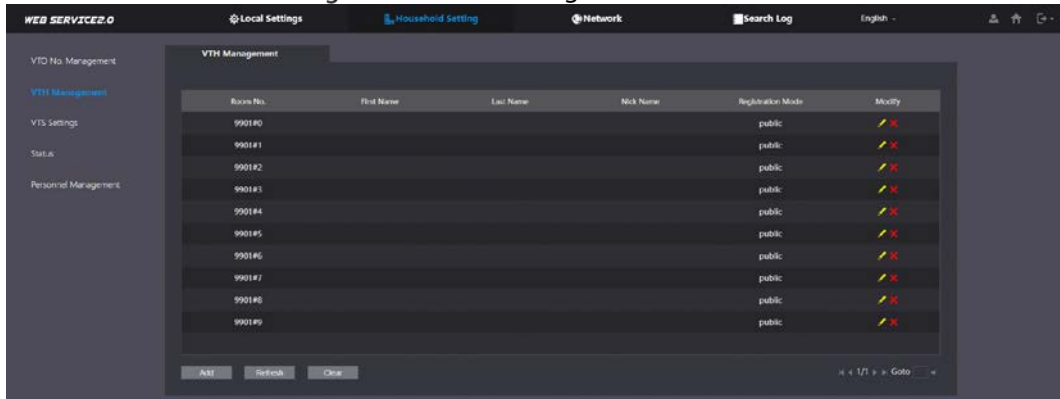 WEB SERVICE2.0 Local Settings Household Setting Network Search Log English
VTO No. Management
VTH Management
VTH Management
VTS Settings
Status
Personnel Management
Room No. First Name Last Name Nick Name Registration Mode Modify
9901#0 public
9901#1 public
9901#2 public
9901#3 public
9901#4 public
9901#5 public
9901#6 public
9901#7 public
9901#8 public
9901#9 public
Add Refresh Clear 1/1 Goto